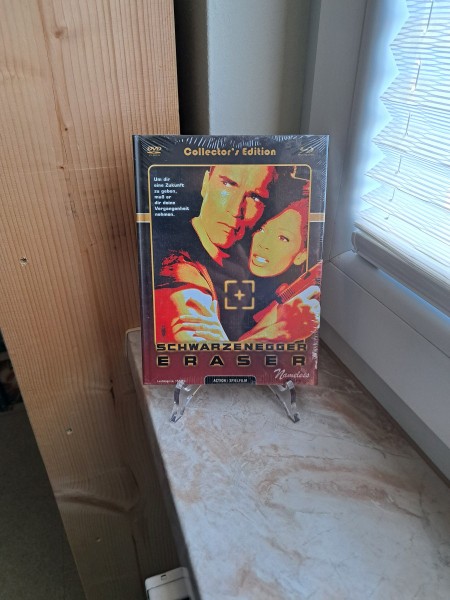 DVD
Collector's Edition
Um dir
eine Zukunft
zu geben,
muß er
dir deine
Vergangenheit
nehmen.
SCHWARZENEGGER
ERASER
Nameless
ACTION | SPIELFILM